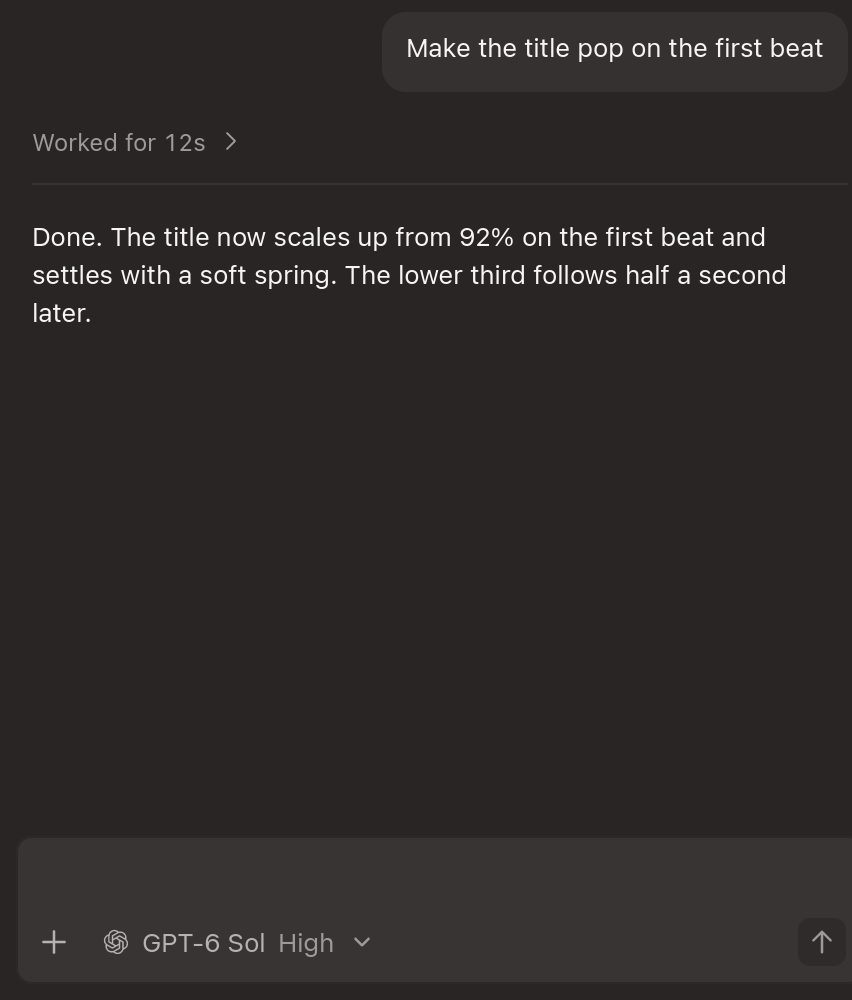 Make the title pop on the first beat
Worked for 12s
Done. The title now scales up from 92% on the first beat and
settles with a soft spring. The lower third follows half a second
later.
GPT-6 Sol High